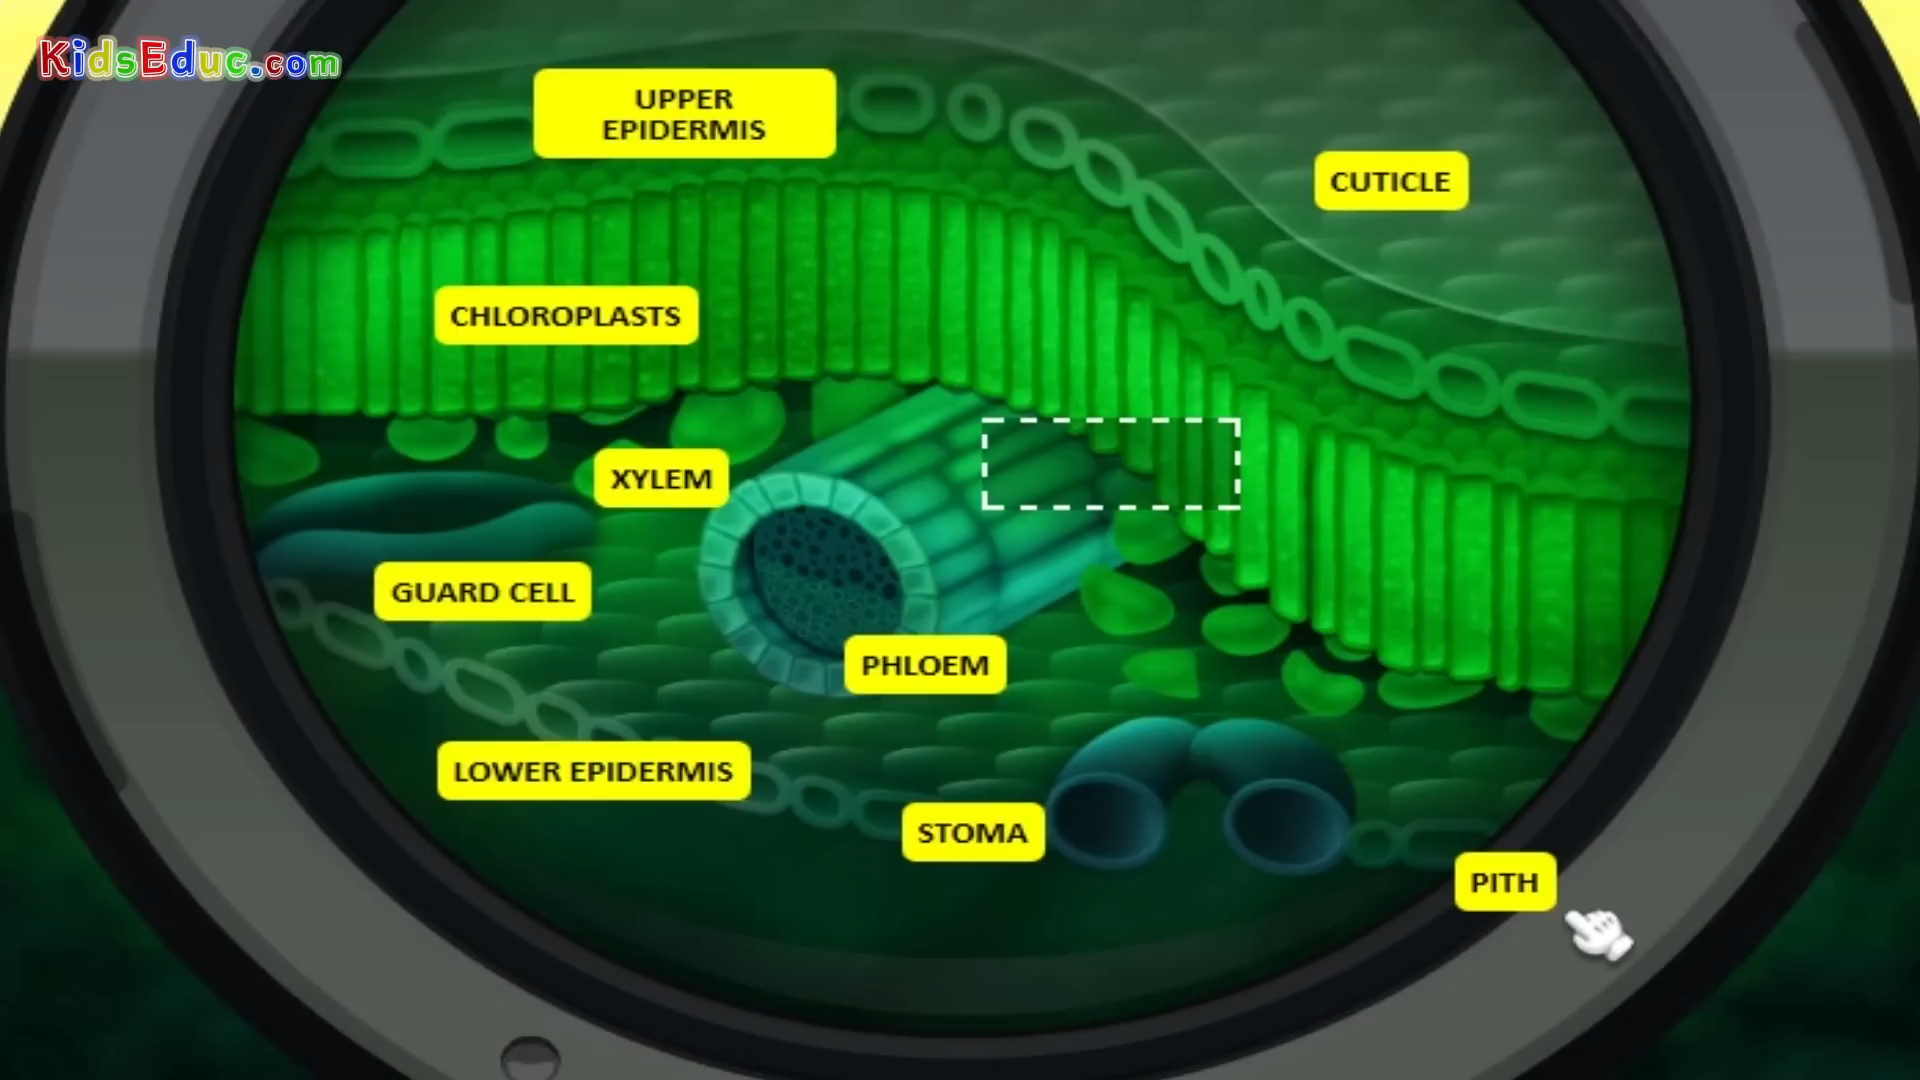 KidsEduc.com
UPPER
EPIDERMIS
CUTICLE
CHLOROPLASTS
XYLEM
GUARD CELL
PHLOEM
LOWER EPIDERMIS
STOMA
PITH